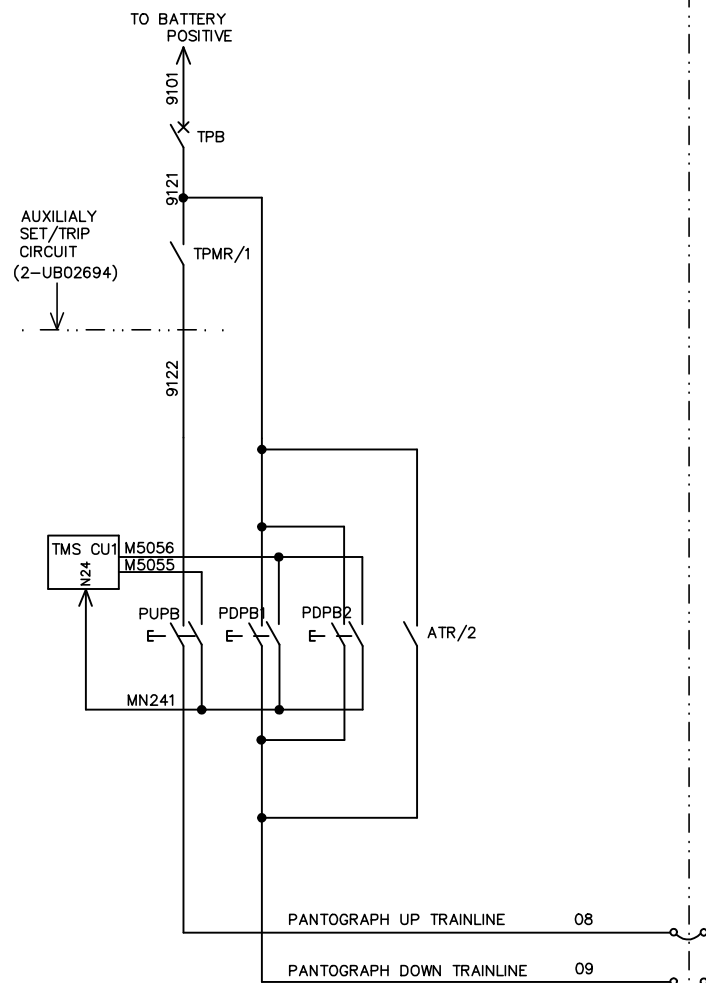 TO BATTERY
POSITIVE
9101
TPB
9121
AUXILIALY
SET/TRIP
CIRCUIT
(2-UB02694)
TPMR/1
9122
TMS CU1
N24
M5056
M5055
PUPB
PDPB1
PDPB2
ATR/2
MN241
PANTOGRAPH UP TRAINLINE 08
PANTOGRAPH DOWN TRAINLINE 09